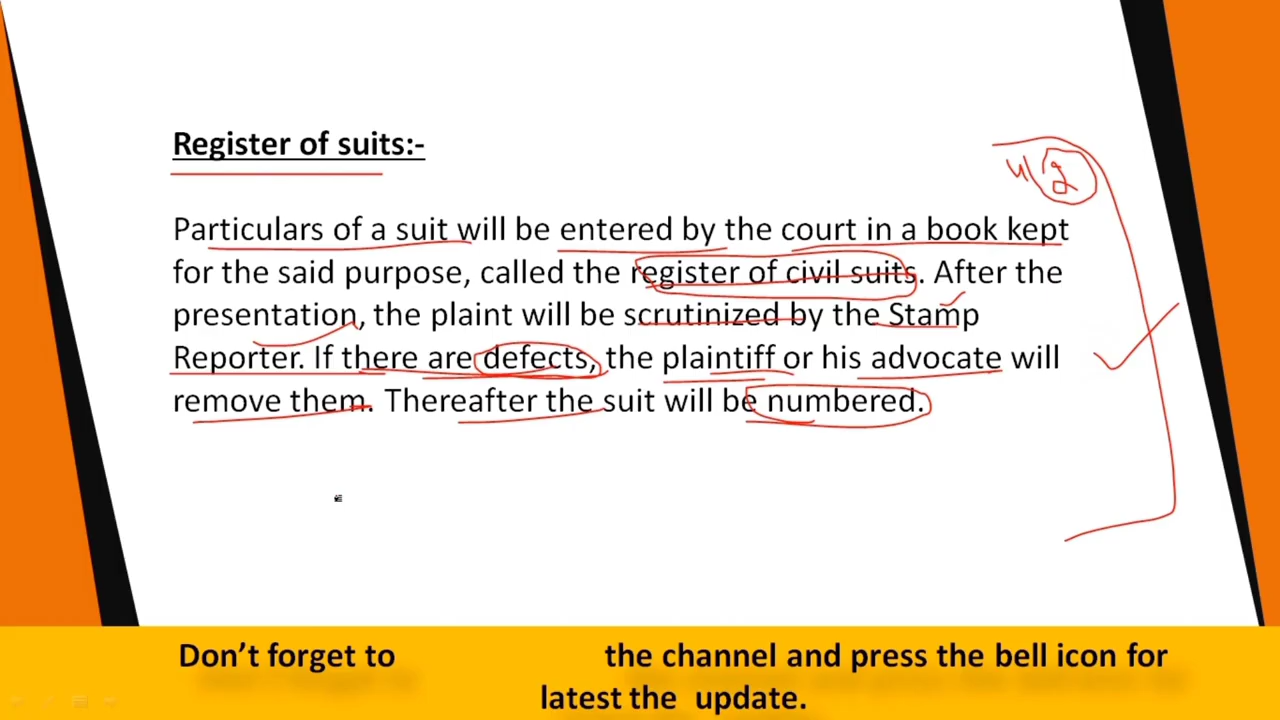 Register of suits:-
4/2
Particulars of a suit will be entered by the court in a book kept
for the said purpose, called the register of civil suits. After the
presentation, the plaint will be scrutinized by the Stamp
Reporter. If there are defects, the plaintiff or his advocate will
remove them. Thereafter the suit will be numbered.
Don’t forget to the channel and press the bell icon for
latest the update.